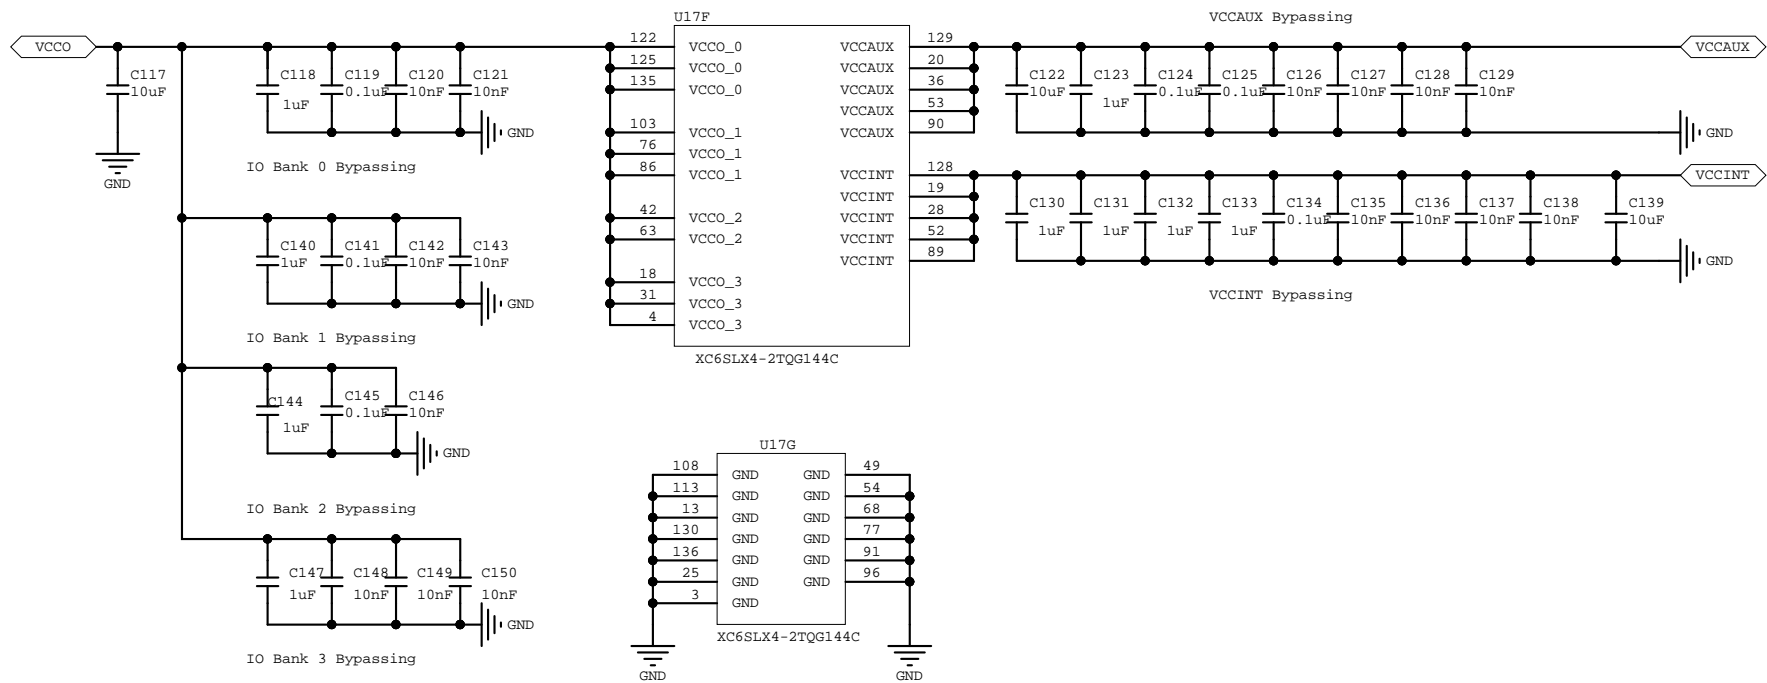 U17F
VCCAUX Bypassing
VCCO
122 VCCO_0 VCCAUX 129
VCCAUX
125 VCCO_0 VCCAUX 20
135 VCCO_0 VCCAUX 36
VCCAUX 53
103 VCCO_1 VCCAUX 90
76 VCCO_1
86 VCCO_1 VCCINT 128
VCCINT 19
42 VCCO_2 VCCINT 28
63 VCCO_2 VCCINT 52
VCCINT 89
18 VCCO_3
31 VCCO_3
4 VCCO_3
XC6SLX4-2TQG144C
C117
10uF
GND
C118
1uF
C119
0.1uF
C120
10nF
C121
10nF
GND
IO Bank 0 Bypassing
C122
10uF
C123
1uF
C124
0.1uF
C125
0.1uF
C126
10nF
C127
10nF
C128
10nF
C129
10nF
GND
VCCINT
C130
1uF
C131
1uF
C132
1uF
C133
1uF
C134
0.1uF
C135
10nF
C136
10nF
C137
10nF
C138
10nF
C139
10uF
GND
VCCINT Bypassing
C140
1uF
C141
0.1uF
C142
10nF
C143
10nF
GND
IO Bank 1 Bypassing
C144
1uF
C145
0.1uF
C146
10nF
GND
IO Bank 2 Bypassing
C147
1uF
C148
10nF
C149
10nF
C150
10nF
GND
IO Bank 3 Bypassing
U17G
108 GND GND 49
113 GND GND 54
13 GND GND 68
130 GND GND 77
136 GND GND 91
25 GND GND 96
3 GND
XC6SLX4-2TQG144C
GND
GND